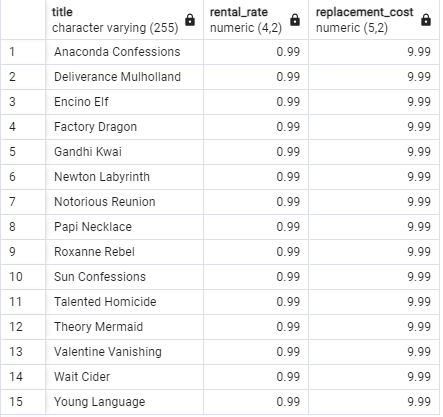 title rental_rate replacement_cost
character varying (255) numeric (4,2) numeric (5,2)
1 Anaconda Confessions 0.99 9.99
2 Deliverance Mulholland 0.99 9.99
3 Encino Elf 0.99 9.99
4 Factory Dragon 0.99 9.99
5 Gandhi Kwai 0.99 9.99
6 Newton Labyrinth 0.99 9.99
7 Notorious Reunion 0.99 9.99
8 Papi Necklace 0.99 9.99
9 Roxanne Rebel 0.99 9.99
10 Sun Confessions 0.99 9.99
11 Talented Homicide 0.99 9.99
12 Theory Mermaid 0.99 9.99
13 Valentine Vanishing 0.99 9.99
14 Wait Cider 0.99 9.99
15 Young Language 0.99 9.99